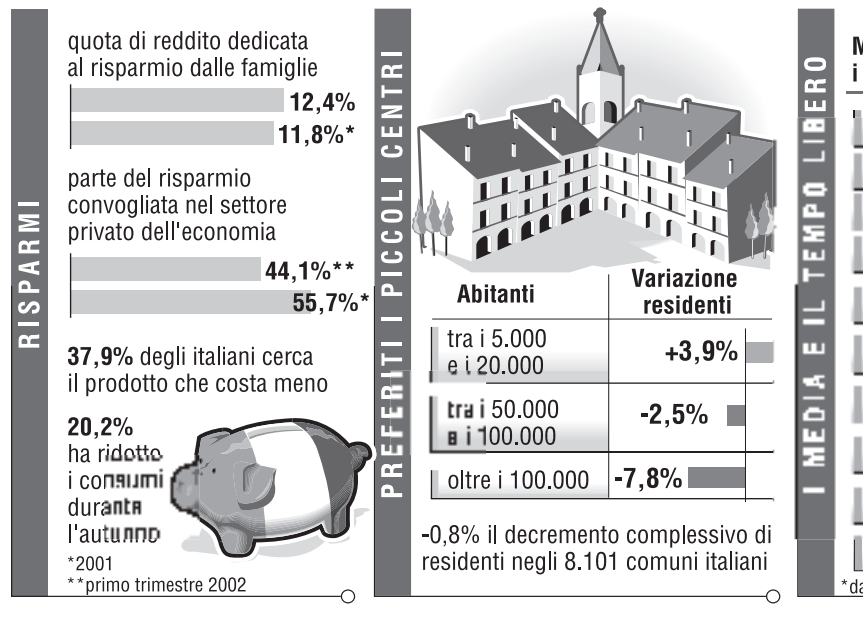 RISPARMI
quota di reddito dedicata
al risparmio dalle famiglie
12,4%
11,8%*
parte del risparmio
convogliata nel settore
privato dell'economia
44,1%**
55,7%*
37,9% degli italiani cerca
il prodotto che costa meno
20,2%
ha ridotto
i consumi
durante
l'autunno
*2001
**primo trimestre 2002
PREFERITI I PICCOLI CENTRI
Abitanti
Variazione
residenti
tra i 5.000
e i 20.000
+3,9%
tra i 50.000
e i 100.000
-2,5%
oltre i 100.000
-7,8%
-0,8% il decremento complessivo di
residenti negli 8.101 comuni italiani
I MEDIA E IL TEMPO LIBERO
M
i
*da